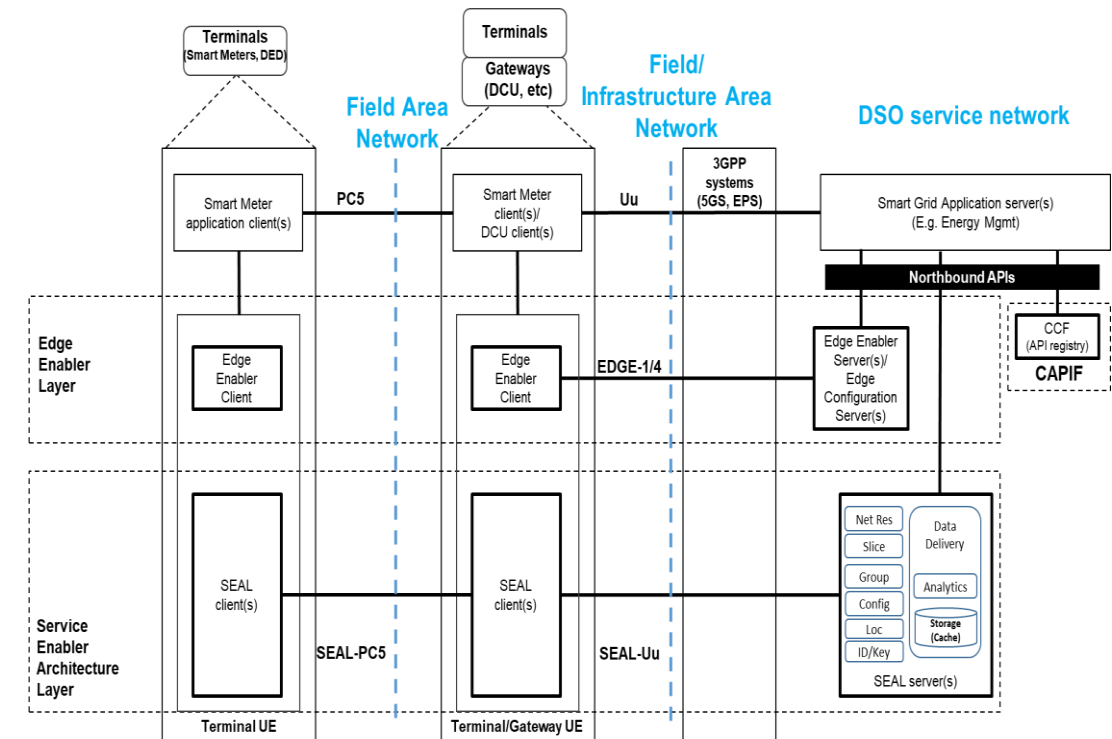 Terminals
(Smart Meters, DED)
Terminals
Gateways
(DCU, etc)
Field Area
Network
Field/
Infrastructure Area
Network
DSO service network
Smart Meter
application client(s)
PC5
Smart Meter
client(s)/
DCU client(s)
Uu
3GPP
systems
(5GS, EPS)
Smart Grid Application server(s)
(E.g. Energy Mgmt)
Northbound APIs
Edge
Enabler
Layer
Edge
Enabler
Client
Edge
Enabler
Client
EDGE-1/4
Edge Enabler
Server(s)/
Edge
Configuration
Server(s)
CCF
(API registry)
CAPIF
Service
Enabler
Architecture
Layer
SEAL
client(s)
SEAL-PC5
SEAL
client(s)
SEAL-Uu
Net Res
Slice
Group
Config
Loc
ID/Key
Data
Delivery
Analytics
Storage
(Cache)
SEAL server(s)
Terminal UE
Terminal/Gateway UE